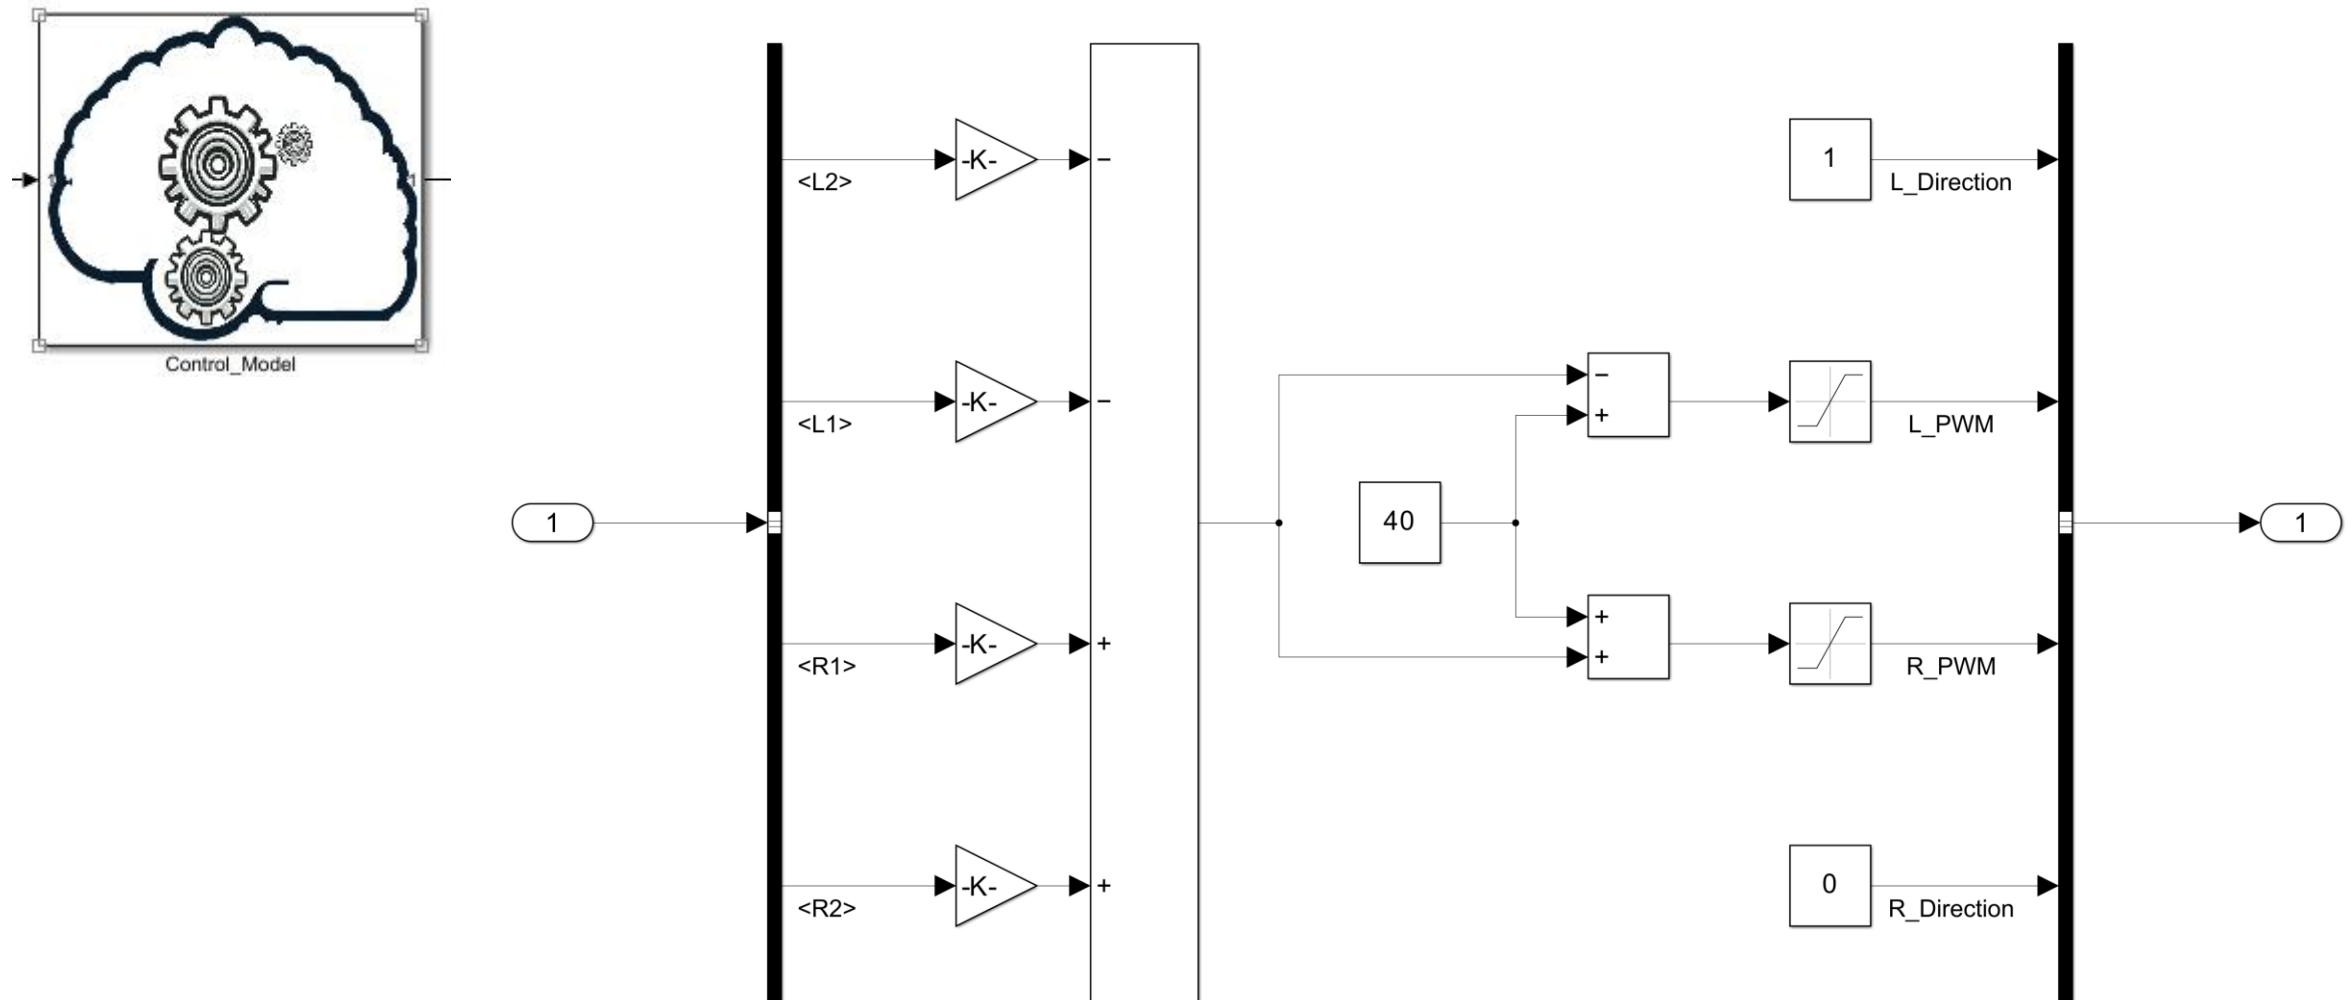 Control_Model
1
<L2>
-K-
−
<L1>
-K-
−
<R1>
-K-
+
<R2>
-K-
+
40
−
+
+
+
1
L_Direction
L_PWM
R_PWM
0
R_Direction
1